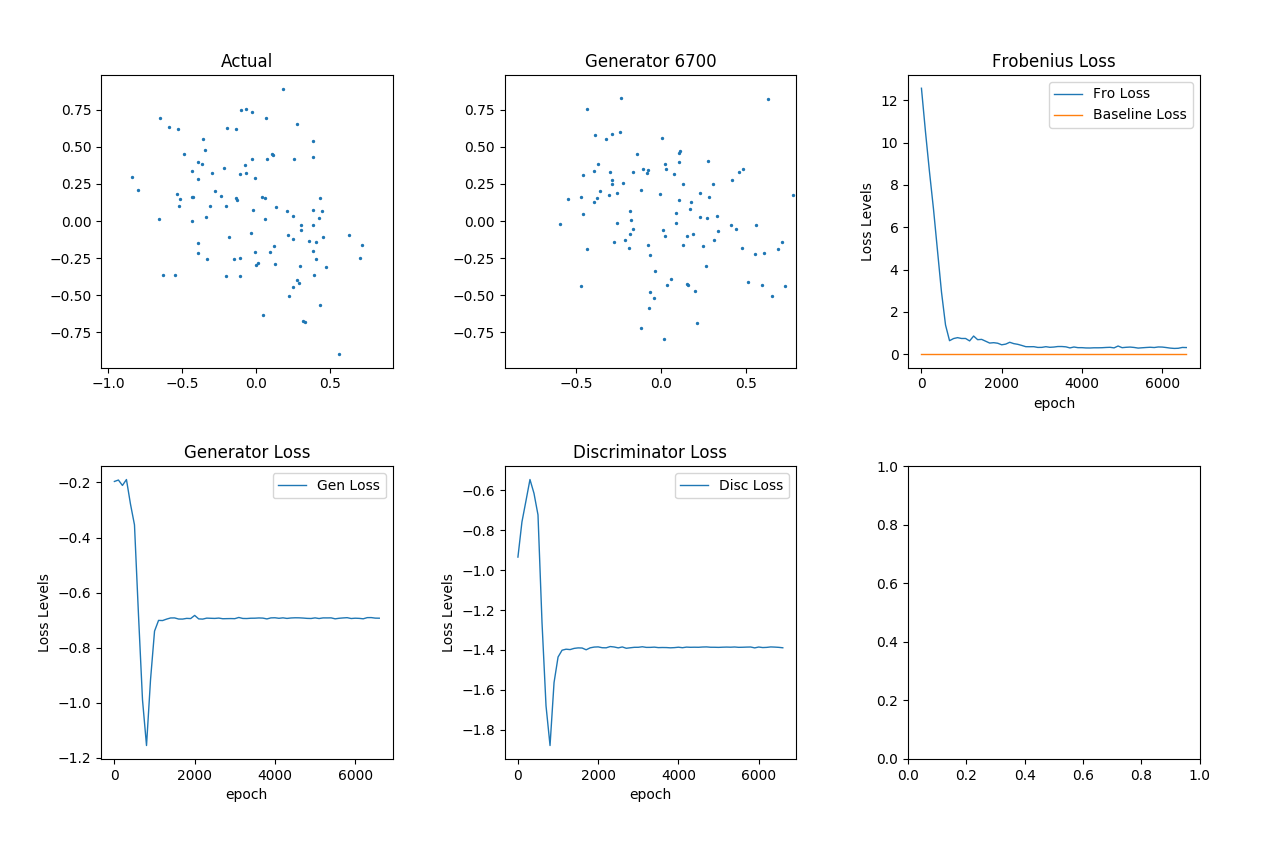 Actual
0.75
0.50
0.25
0.00
−0.25
−0.50
−0.75
−1.0 −0.5 0.0 0.5
Generator 6700
0.75
0.50
0.25
0.00
−0.25
−0.50
−0.75
−0.5 0.0 0.5
Frobenius Loss
Fro Loss
Baseline Loss
Loss Levels
12
10
8
6
4
2
0
0 2000 4000 6000
epoch
Generator Loss
Gen Loss
Loss Levels
−0.2
−0.4
−0.6
−0.8
−1.0
−1.2
0 2000 4000 6000
epoch
Discriminator Loss
Disc Loss
Loss Levels
−0.6
−0.8
−1.0
−1.2
−1.4
−1.6
−1.8
0 2000 4000 6000
epoch
1.0
0.8
0.6
0.4
0.2
0.0
0.0 0.2 0.4 0.6 0.8 1.0